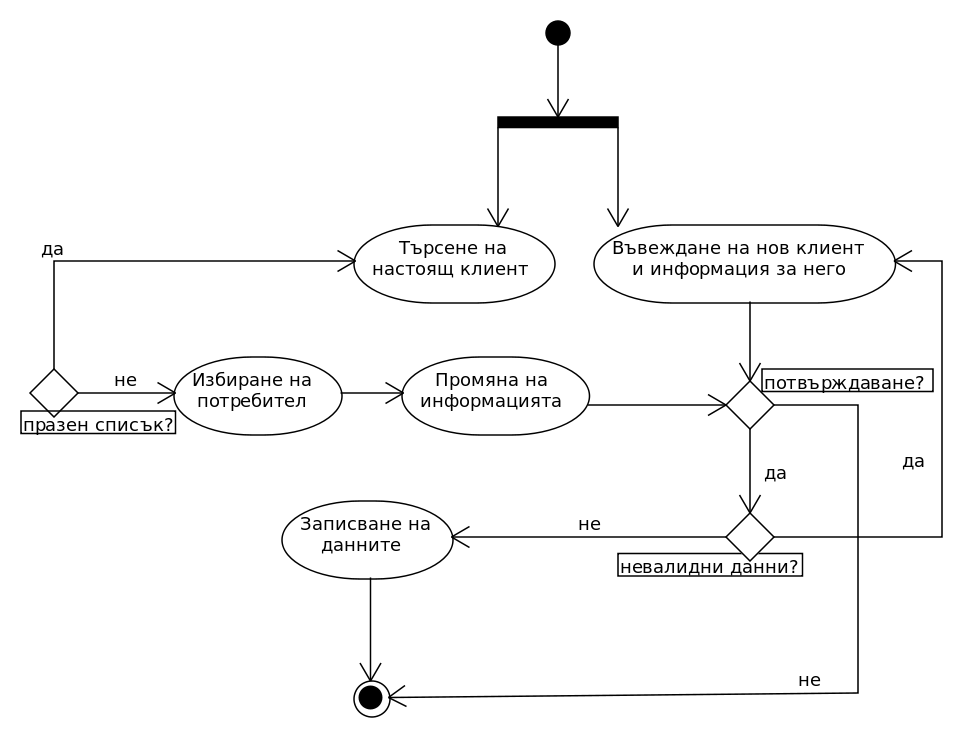 Търсене на
настоящ клиент
Въвеждане на нов клиент
и информация за него
да
не
празен списък?
Избиране на
потребител
Промяна на
информацията
потвърждаване?
да
да
Записване на
данните
не
невалидни данни?
не